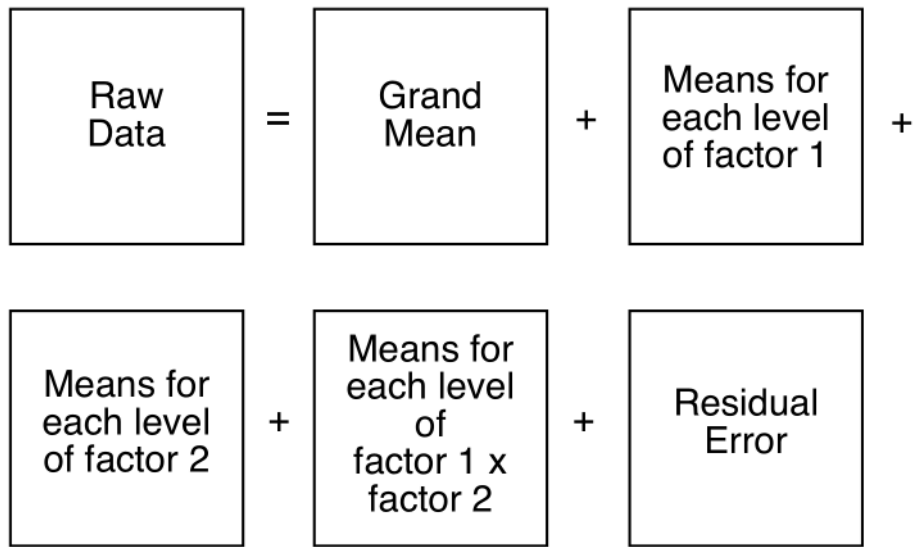 Raw
Data
=
Grand
Mean
+
Means for
each level
of factor 1
+
Means for
each level
of factor 2
+
Means for
each level
of
factor 1 x
factor 2
+
Residual
Error